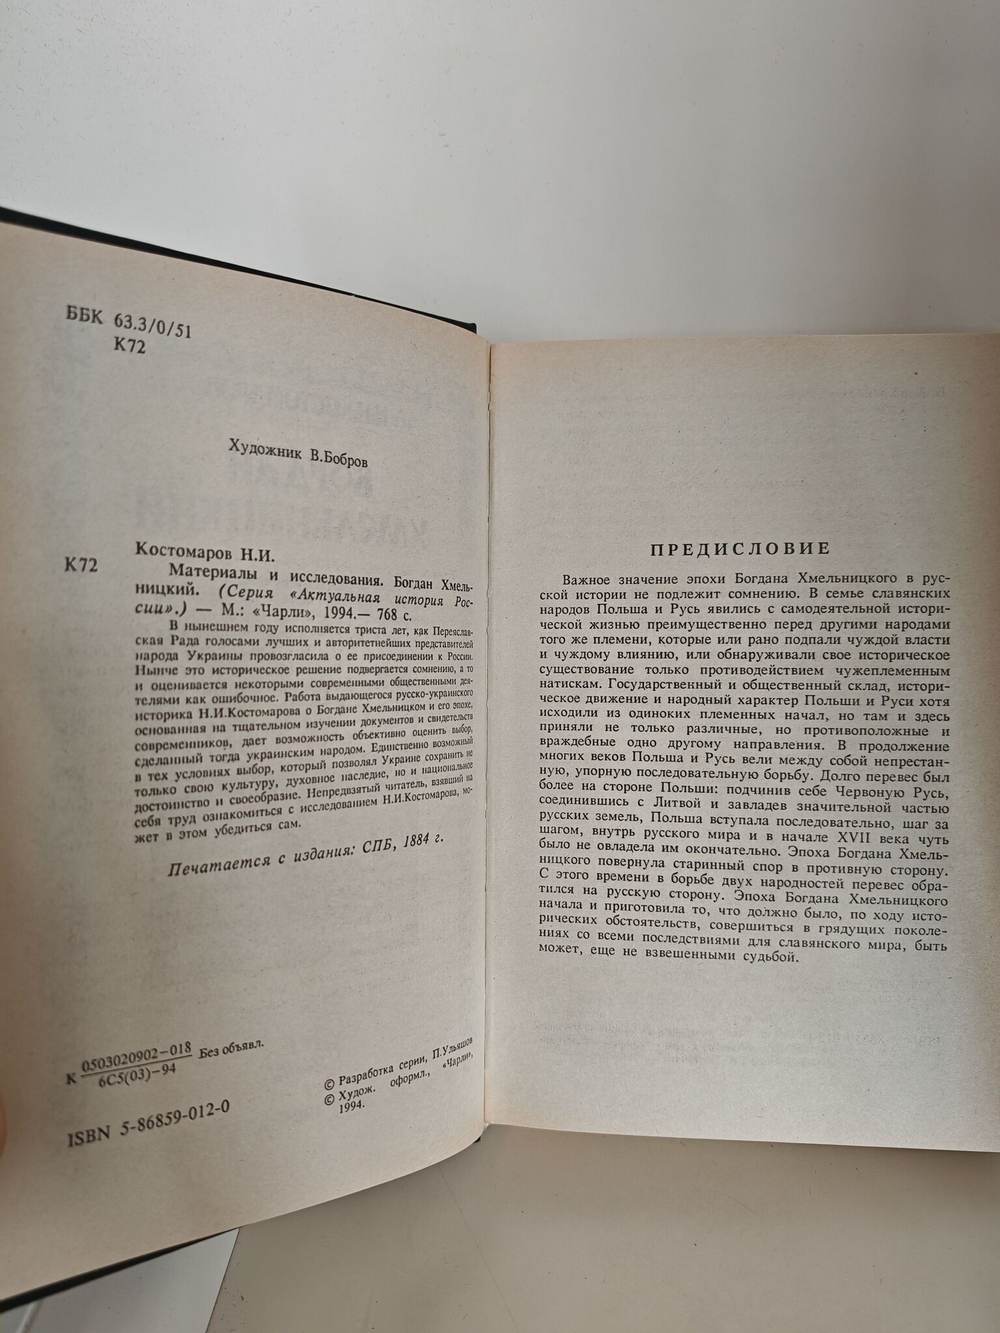 ББК 63.3/0/51
К72
Художник В.Бобров
К72
Костомаров Н.И.
Материалы и исследования. Богдан Хмель-
ницкий. (Серия «Актуальная история Рос-
сии».) — М.: «Чарли», 1994.— 768 с.
В нынешнем году исполняется триста лет, как Переяслав-
ская Рада голосами лучших и авторитетнейших представителей
народа Украины провозгласила о ее присоединении к России.
Нынче это историческое решение подвергается сомнению, а то
и оценивается некоторыми современными общественными дея-
телями как ошибочное. Работа выдающегося русско-украинского
историка Н.И.Костомарова о Богдане Хмельницком и его эпохе,
основанная на тщательном изучении документов и свидетельств
современников, дает возможность объективно оценить выбор,
сделанный тогда украинским народом. Единственно возможный
в тех условиях выбор, который позволял Украине сохранить не
только свою культуру, духовное наследие, но и национальное
достоинство и своеобразие. Непредвзятый читатель, взявший на
себя труд ознакомиться с исследованием Н.И.Костомарова, мо-
жет в этом убедиться сам.
Печатается с издания: СПБ, 1884 г.
К 0503020902—018
6С5(03)—94
Без объявл.
© Разработка серии, П.Ульяшов
© Худож. оформл., «Чарли»,
1994.
ISBN 5-86859-012-0
ПРЕДИСЛОВИЕ
Важное значение эпохи Богдана Хмельницкого в рус-
ской истории не подлежит сомнению. В семье славянских
народов Польша и Русь явились с самодеятельной истори-
ческой жизнью преимущественно перед другими народами
того же племени, которые или рано подпали чуждой власти
и чуждому влиянию, или обнаруживали свое историческое
существование только противодействием чужеплеменным
натискам. Государственный и общественный склад, истори-
ческое движение и народный характер Польши и Руси хотя
исходили из одиноких племенных начал, но там и здесь
приняли не только различные, но противоположные и
враждебные одно другому направления. В продолжение
многих веков Польша и Русь вели между собой непрестан-
ную, упорную последовательную борьбу. Долго перевес был
более на стороне Польши: подчинив себе Червоную Русь,
соединившись с Литвой и завладев значительной частью
русских земель, Польша вступала последовательно, шаг за
шагом, внутрь русского мира и в начале XVII века чуть
было не овладела им окончательно. Эпоха Богдана Хмель-
ницкого повернула старинный спор в противную сторону.
С этого времени в борьбе двух народностей перевес обра-
тился на русскую сторону. Эпоха Богдана Хмельницкого
начала и приготовила то, что должно было, по ходу исто-
рических обстоятельств, совершиться в грядущих поколе-
ниях со всеми последствиями для славянского мира, быть
может, еще не взвешенными судьбой.